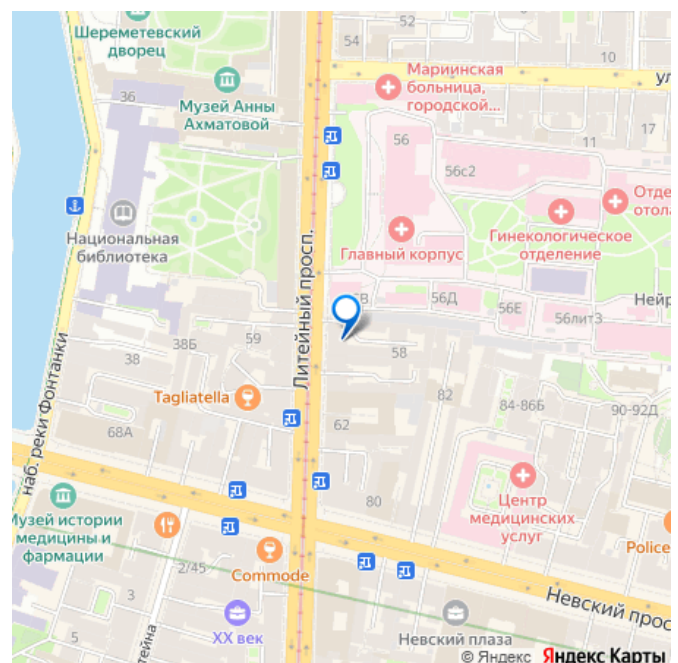 Шереметевский
дворец
52
54
10
Мариинская
больница,
городской...
ул
36
Музей Анны
Ахматовой
17
11
56
56с2
Отде
отола
Национальная
библиотека
Главный корпус
Гинекологическое
отделение
Литейный просп.
56Д
56Е
Нейр
56литЗ
59
38Б
38
58
наб. реки Фонтанки
Tagliatella
82
84-86Б
90-92Д
62
68А
80
Центр
медицинских
услуг
Музей истории
медицины и
фармации
Commode
Police
2/45
3
Невский прос
5
XX век
Невский плаза
© Яндекс Яндекс Карты